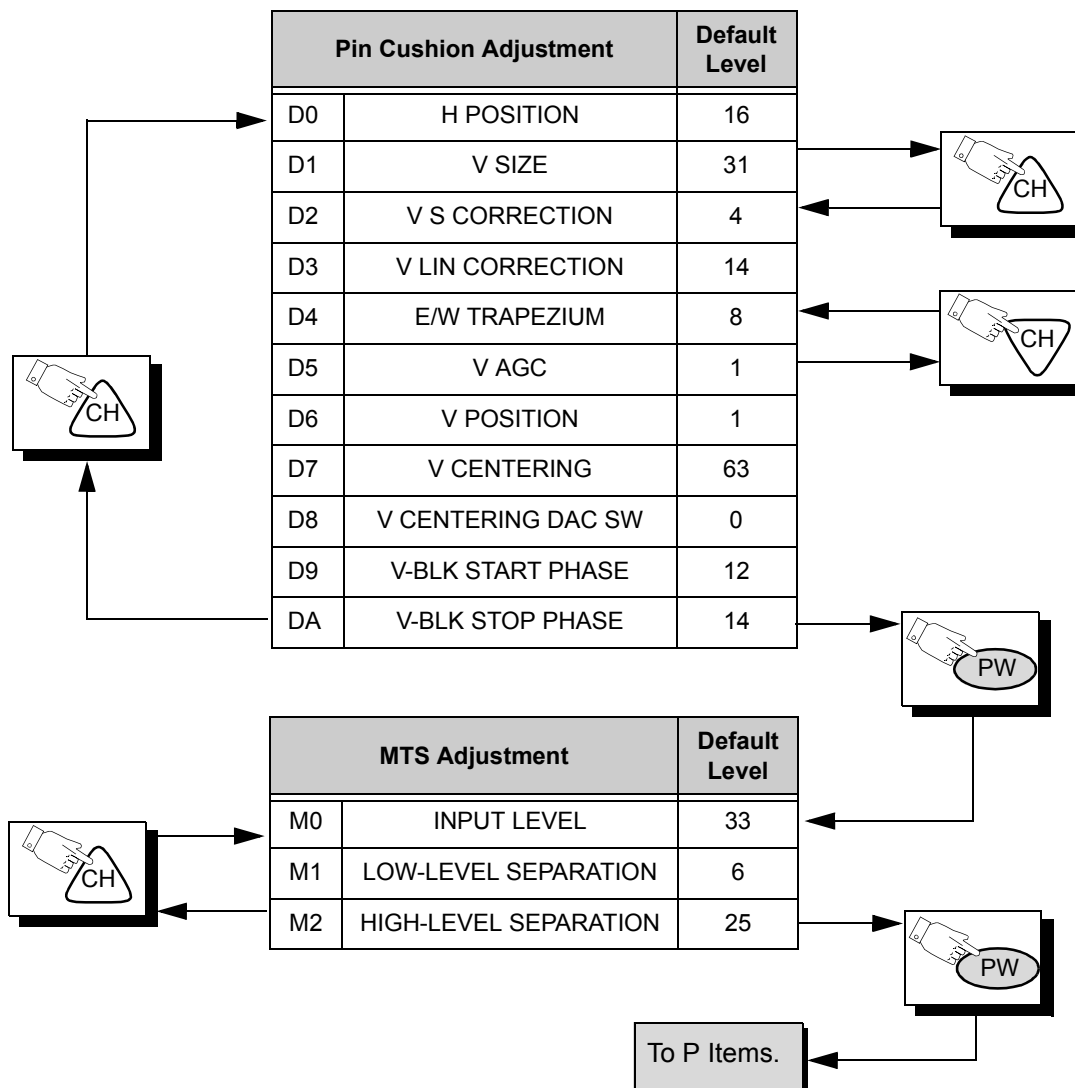 Pin Cushion Adjustment Default Level
D0 H POSITION 16
D1 V SIZE 31
D2 V S CORRECTION 4
D3 V LIN CORRECTION 14
D4 E/W TRAPEZIUM 8
D5 V AGC 1
D6 V POSITION 1
D7 V CENTERING 63
D8 V CENTERING DAC SW 0
D9 V-BLK START PHASE 12
DA V-BLK STOP PHASE 14
CH
CH
CH
PW
MTS Adjustment Default Level
M0 INPUT LEVEL 33
M1 LOW-LEVEL SEPARATION 6
M2 HIGH-LEVEL SEPARATION 25
CH
PW
To P Items.